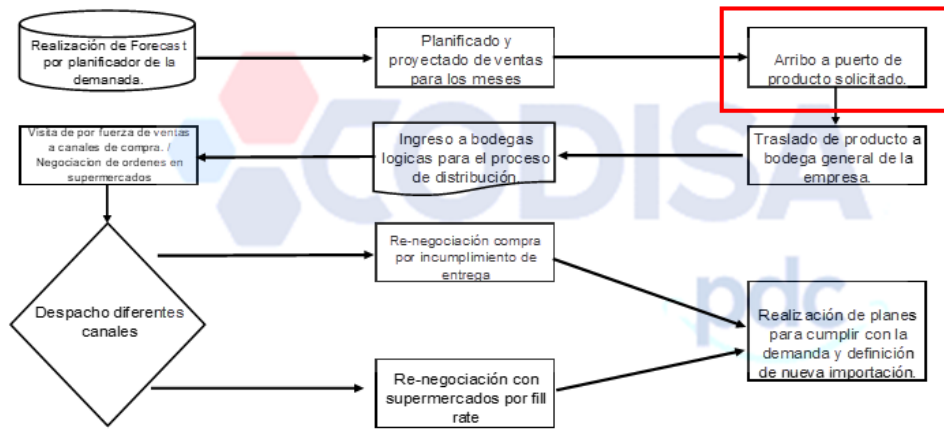 Realización de Forecast
por planificador de la
demanada.
Planificado y
proyectado de ventas
para los meses
Arribo a puerto de
producto solicitado.
Visita de por fuerza de ventas
a canales de compra. /
Negociacion de ordenes en
supermercados
Ingreso a bodegas
logicas para el proceso
de distribución.
Traslado de producto a
bodega general de la
empresa.
CODISA
Re-negociación compra
por incumplimiento de
entrega
Despacho diferentes
canales
pdc
Realización de planes
para cumplir con la
demanda y definición
de nueva importación.
Re-negociación con
supermercados por fill
rate